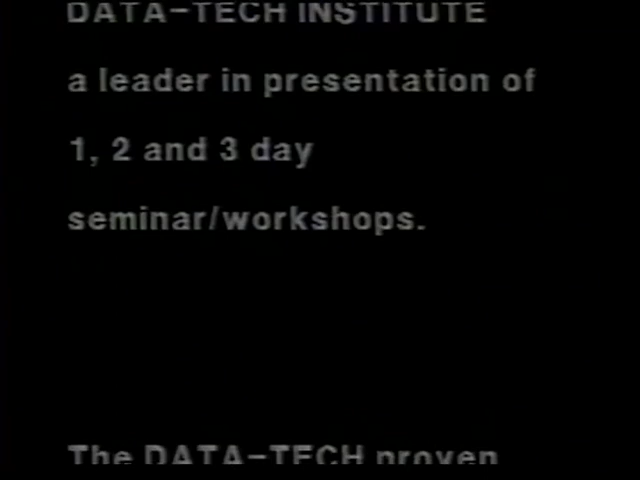 DATA-TECH INSTITUTE
a leader in presentation of
1, 2 and 3 day
seminar/workshops.
The DATA-TECH proven